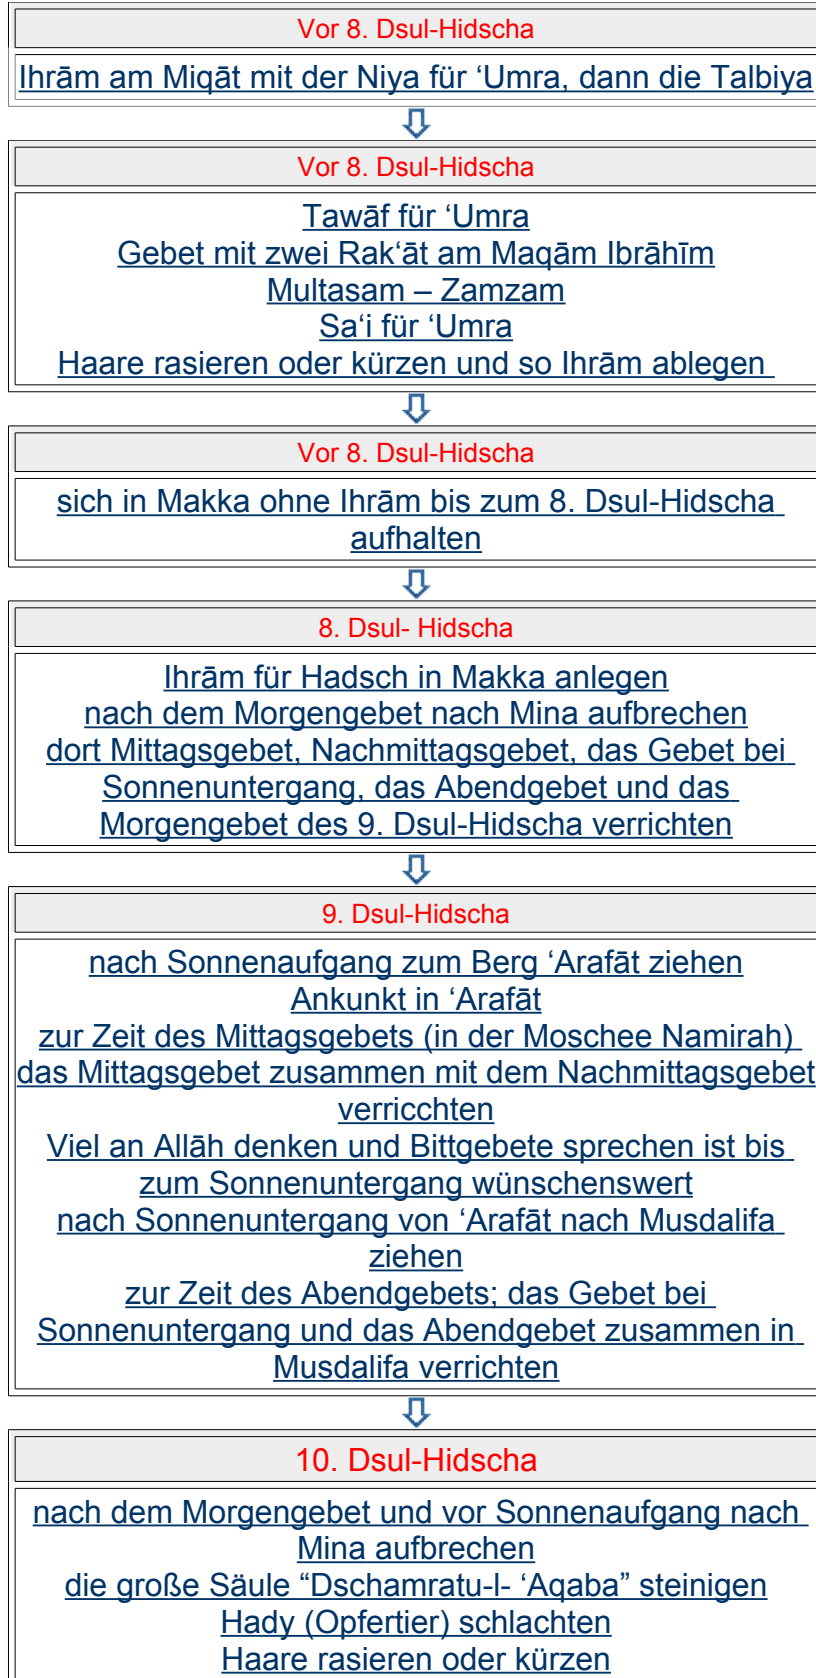 Vor 8. Dsul-Hidscha
Ihrām am Miqāt mit der Niya für ‘Umra, dann die Talbiya
Vor 8. Dsul-Hidscha
Tawāf für ‘Umra
Gebet mit zwei Rak‘āt am Maqām Ibrāhīm
Multasam – Zamzam
Sa‘i für ‘Umra
Haare rasieren oder kürzen und so Ihrām ablegen
Vor 8. Dsul-Hidscha
sich in Makka ohne Ihrām bis zum 8. Dsul-Hidscha
aufhalten
8. Dsul- Hidscha
Ihrām für Hadsch in Makka anlegen
nach dem Morgengebet nach Mina aufbrechen
dort Mittagsgebet, Nachmittagsgebet, das Gebet bei
Sonnenuntergang, das Abendgebet und das
Morgengebet des 9. Dsul-Hidscha verrichten
9. Dsul-Hidscha
nach Sonnenaufgang zum Berg ‘Arafāt ziehen
Ankunkt in ‘Arafāt
zur Zeit des Mittagsgebets (in der Moschee Namirah)
das Mittagsgebet zusammen mit dem Nachmittagsgebet
verricchten
Viel an Allāh denken und Bittgebete sprechen ist bis
zum Sonnenuntergang wünschenswert
nach Sonnenuntergang von ‘Arafāt nach Musdalifa
ziehen
zur Zeit des Abendgebets; das Gebet bei
Sonnenuntergang und das Abendgebet zusammen in
Musdalifa verrichten
10. Dsul-Hidscha
nach dem Morgengebet und vor Sonnenaufgang nach
Mina aufbrechen
die große Säule “Dschamratu-l- ‘Aqaba” steinigen
Hady (Opfertier) schlachten
Haare rasieren oder kürzen